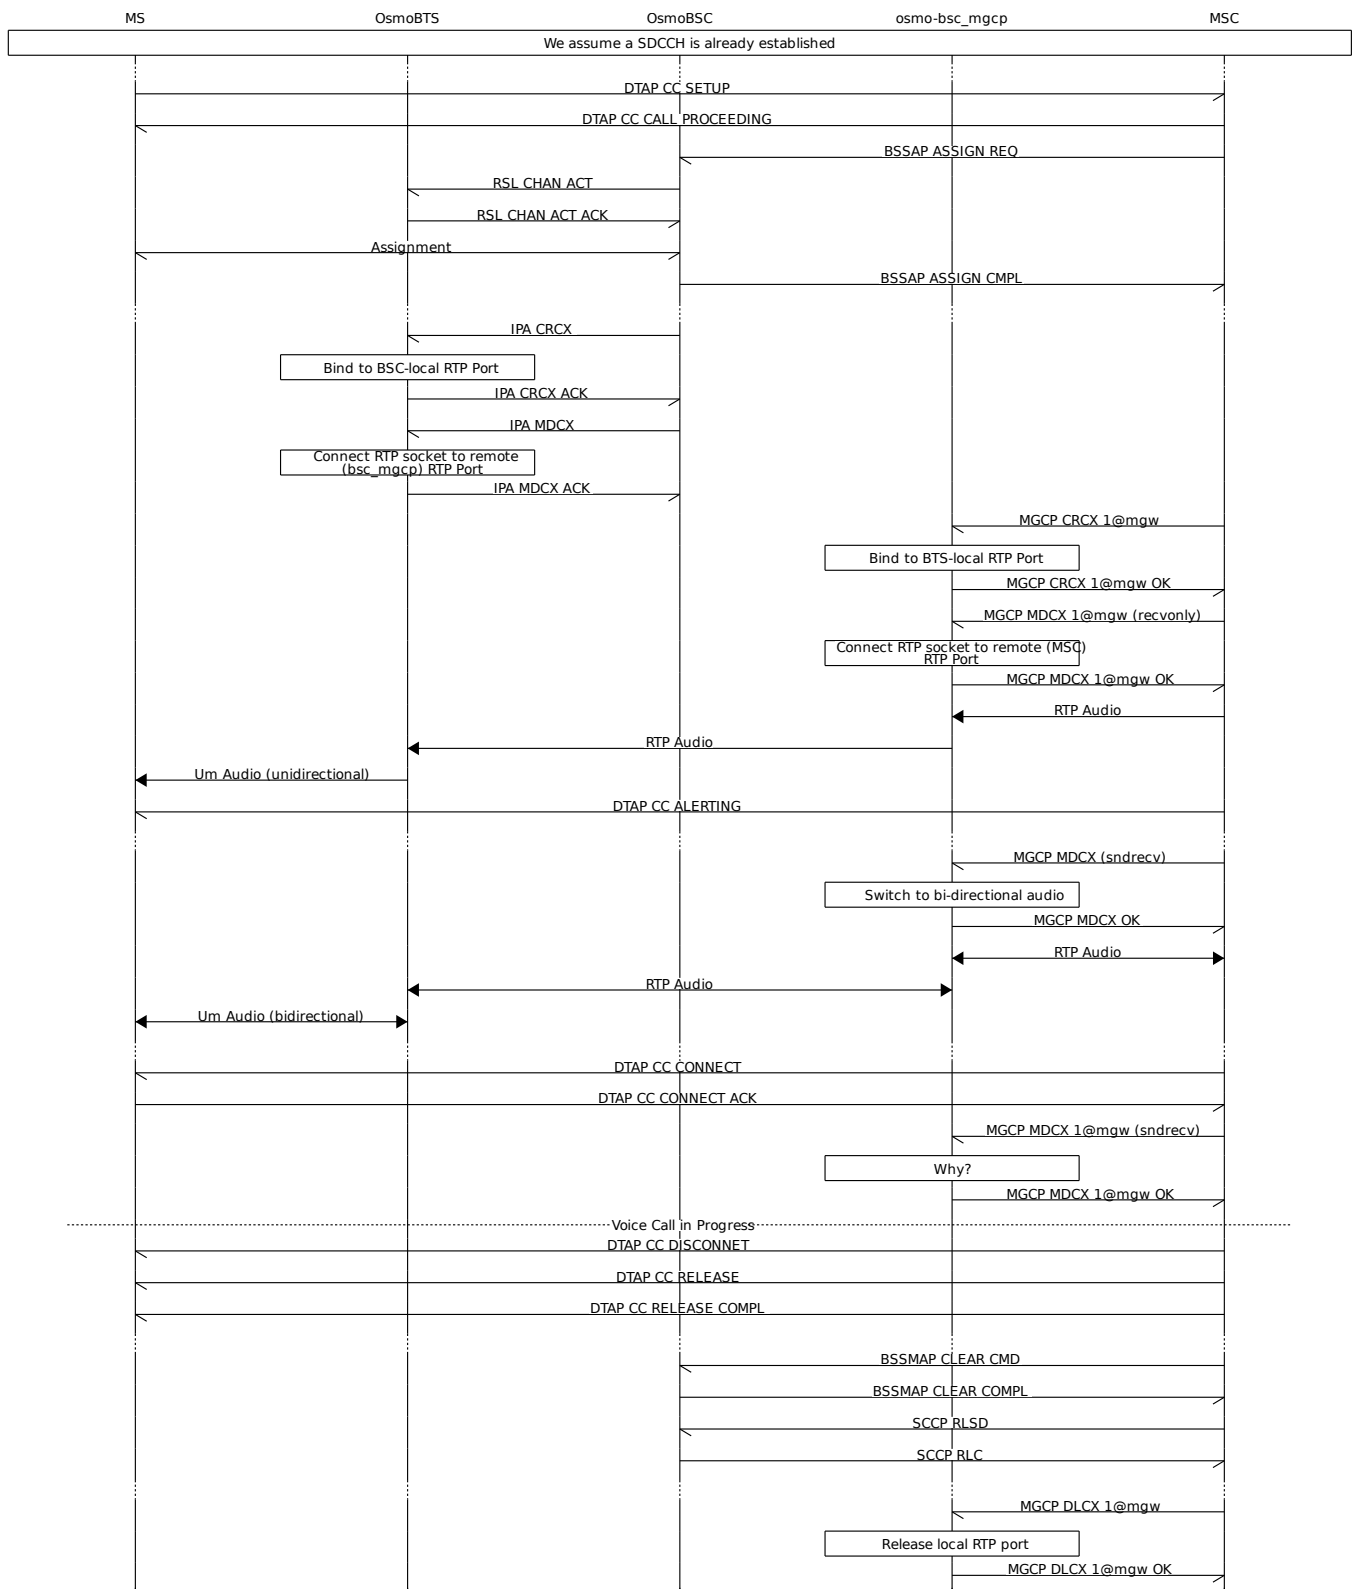 MS OsmoBTS OsmoBSC osmo-bsc_mgcp MSC
We assume a SDCCH is already established
DTAP CC SETUP
DTAP CC CALL PROCEEDING
BSSAP ASSIGN REQ
RSL CHAN ACT
RSL CHAN ACT ACK
Assignment
BSSAP ASSIGN CMPL
IPA CRCX
Bind to BSC-local RTP Port
IPA CRCX ACK
IPA MDCX
Connect RTP socket to remote
(bsc_mgcp) RTP Port
IPA MDCX ACK
MGCP CRCX 1@mgw
Bind to BTS-local RTP Port
MGCP CRCX 1@mgw OK
MGCP MDCX 1@mgw (recvonly)
Connect RTP socket to remote (MSC)
RTP Port
MGCP MDCX 1@mgw OK
RTP Audio
RTP Audio
Um Audio (unidirectional)
DTAP CC ALERTING
MGCP MDCX (sndrecv)
Switch to bi-directional audio
MGCP MDCX OK
RTP Audio
RTP Audio
Um Audio (bidirectional)
DTAP CC CONNECT
DTAP CC CONNECT ACK
MGCP MDCX 1@mgw (sndrecv)
Why?
MGCP MDCX 1@mgw OK
Voice Call in Progress
DTAP CC DISCONNET
DTAP CC RELEASE
DTAP CC RELEASE COMPL
BSSMAP CLEAR CMD
BSSMAP CLEAR COMPL
SCCP RLSD
SCCP RLC
MGCP DLCX 1@mgw
Release local RTP port
MGCP DLCX 1@mgw OK